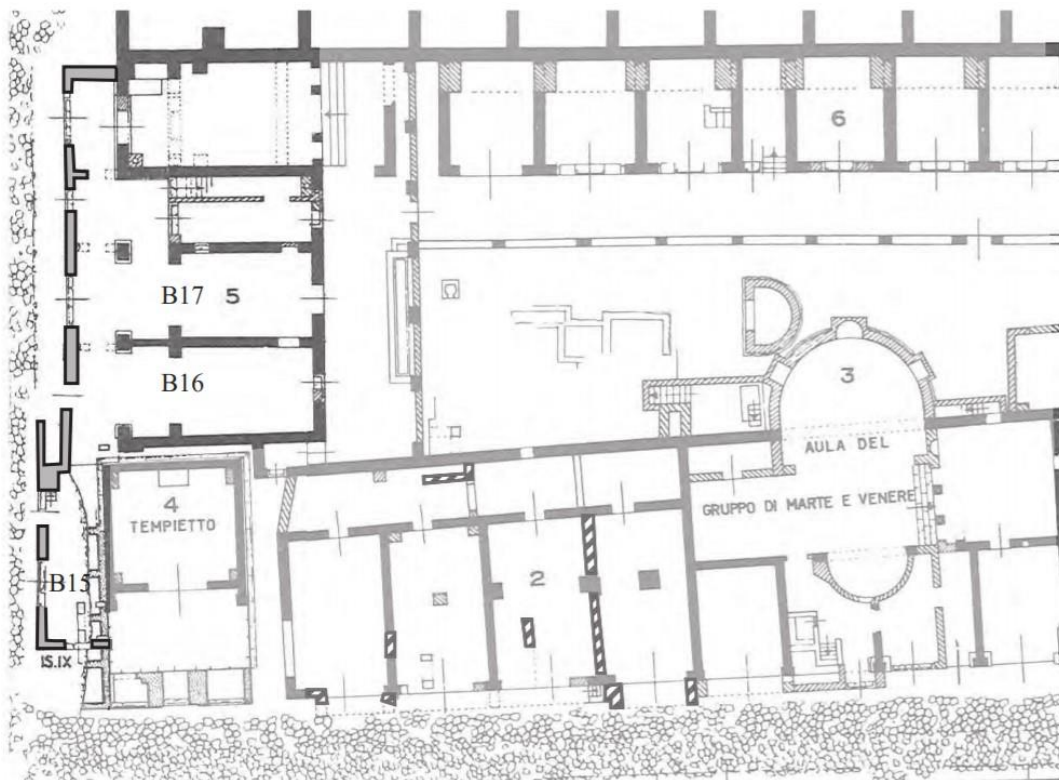 6
B17 5
B16
3
AULA DEL
GRUPPO DI MARTE E VENERE
4
TEMPIETTO
2
B15
IS.IX